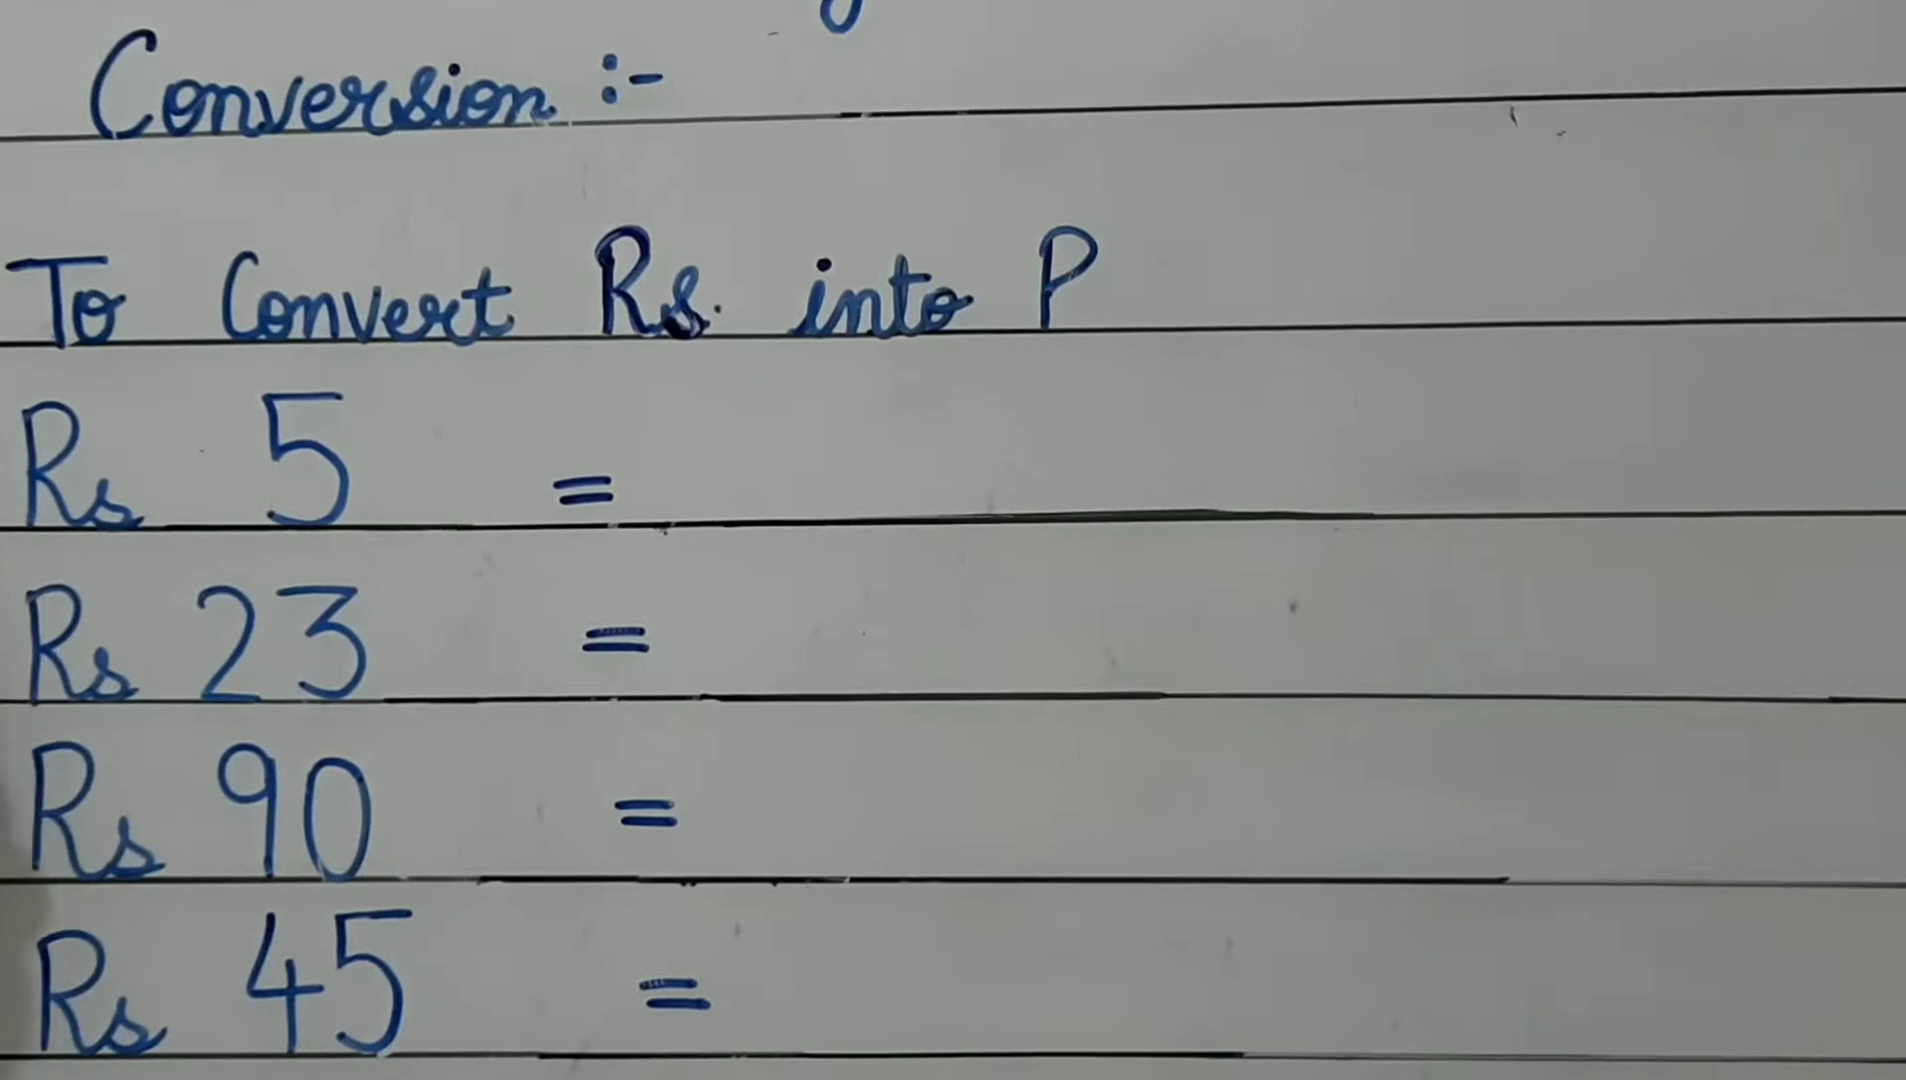 Conversion :-
To Convert Rs. into P
Rs 5 =
Rs 23 =
Rs 90 =
Rs 45 =